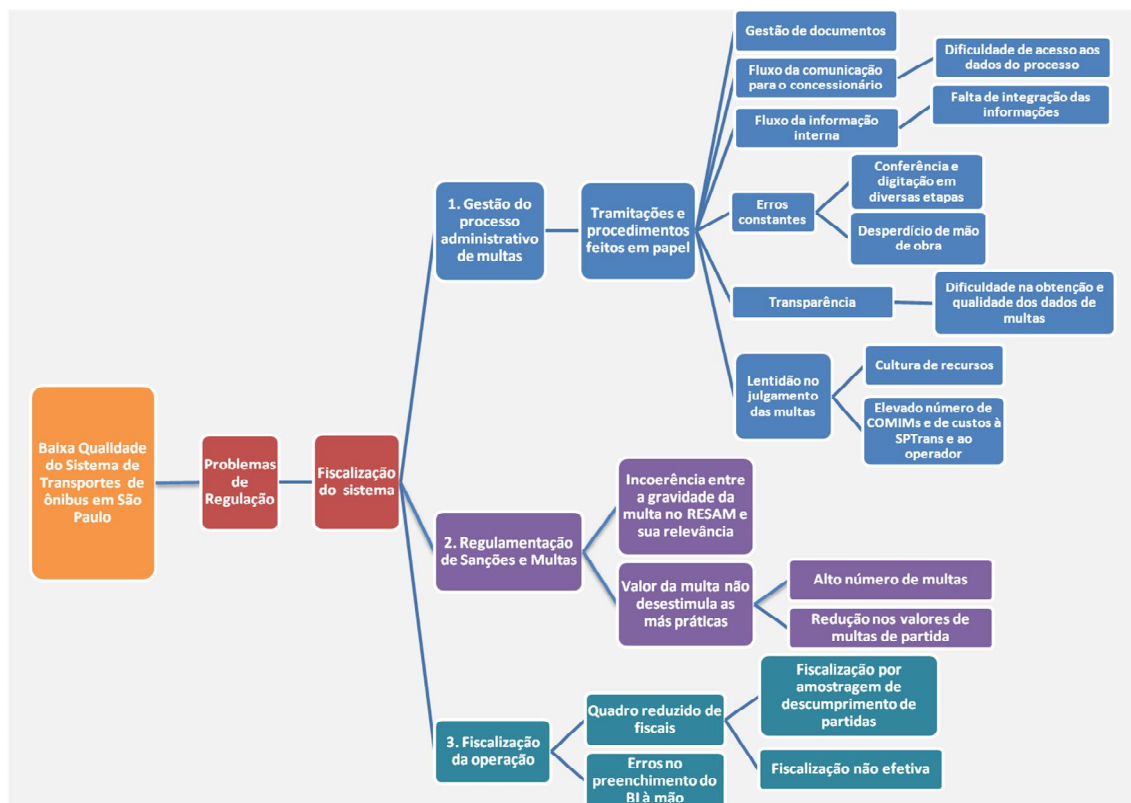 Baixa Qualidade
do Sistema de
Transportes de
ônibus em São
Paulo
Problemas
de
Regulação
Fiscalização
do sistema
1. Gestão do
processo
administrativo
de multas
Tramitações e
procedimentos
feitos em papel
Gestão de documentos
Fluxo da comunicação
para o concessionário
Dificuldade de acesso aos
dados do processo
Fluxo da informação
interna
Falta de integração das
informações
Erros
constantes
Conferência e
digitação em
diversas etapas
Desperdício de mão
de obra
Transparência
Dificuldade na obtenção e
qualidade dos dados de
multas
Lentidão no
julgamento
das multas
Cultura de recursos
Elevado número de
COMIMs e de custos à
SPTrans e ao
operador
2. Regulamentação
de Sanções e Multas
Incoerência entre
a gravidade da
multa no RESAM e
sua relevância
Valor da multa não
desestimula as
más práticas
Alto número de multas
Redução nos valores de
multas de partida
3. Fiscalização
da operação
Quadro reduzido de
fiscais
Fiscalização por
amostragem de
descumprimento de
partidas
Fiscalização não efetiva
Erros no
preenchimento do
BI à mão